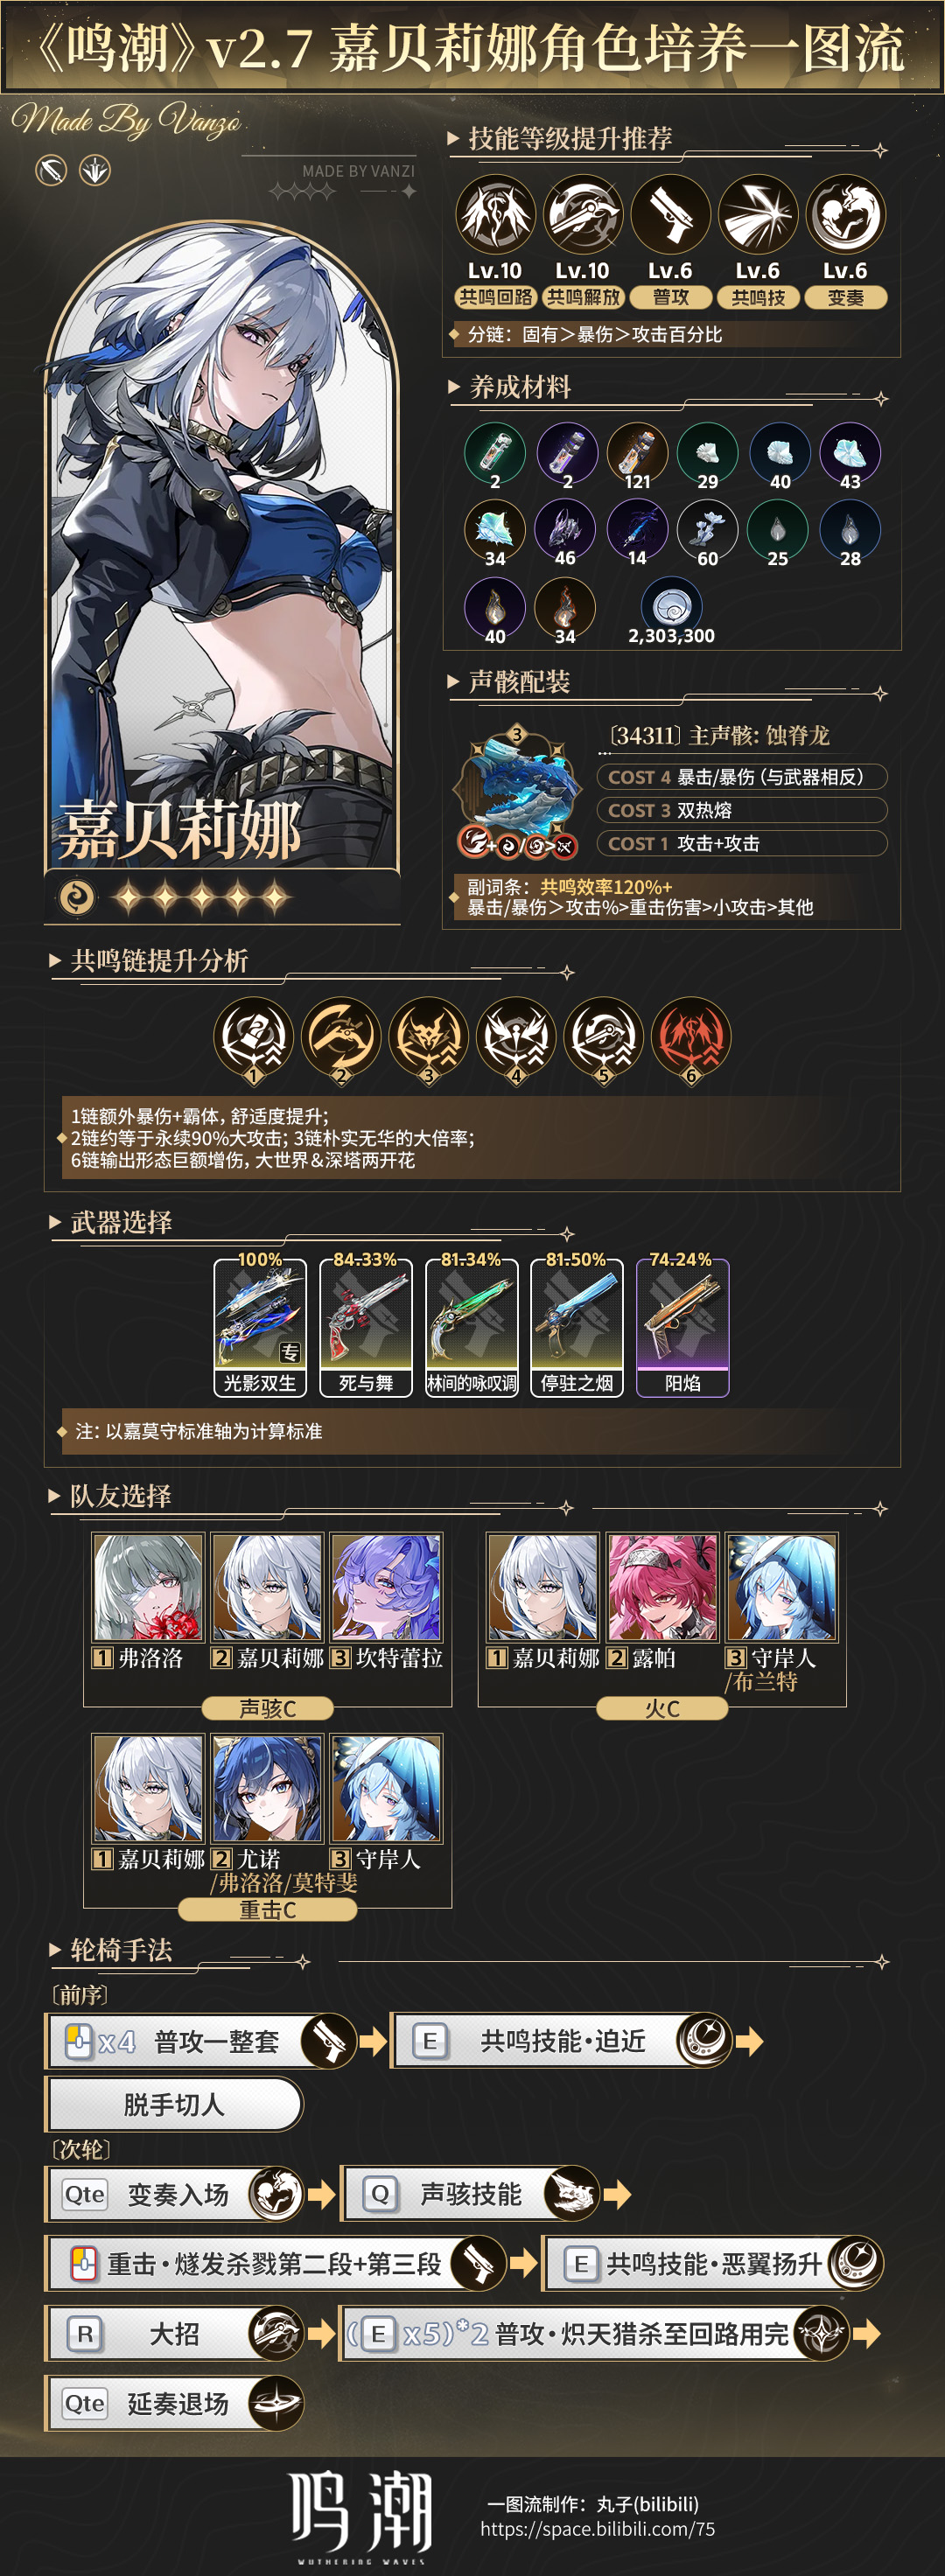 《鸣潮》v2.7 嘉贝莉娜角色培养一图流
Made By Vanzo
MADE BY VANZI
技能等级提升推荐
Lv.10 Lv.10 Lv.6 Lv.6 Lv.6
共鸣回路 共鸣解放 普攻 共鸣技 变奏
分链：固有＞暴伤＞攻击百分比
养成材料
2 2 121 29 40 43
34 46 14 60 25 28
40 34 2,303,300
声骸配装
3
〔34311〕主声骸: 蚀脊龙
COST 4 暴击/暴伤（与武器相反）
COST 3 双热熔
COST 1 攻击+攻击
副词条：共鸣效率120%+
暴击/暴伤＞攻击%>重击伤害>小攻击>其他
嘉贝莉娜
共鸣链提升分析
1 2 3 4 5 6
1链额外暴伤+霸体，舒适度提升；
2链约等于永续90%大攻击；3链朴实无华的大倍率；
6链输出形态巨额增伤，大世界＆深塔两开花
武器选择
100% 84.33% 81.34% 81.50% 74.24%
专
光影双生 死与舞 林间的咏叹调 停驻之烟 阳焰
注：以嘉莫守标准轴为计算标准
队友选择
1 弗洛洛 2 嘉贝莉娜 3 坎特蕾拉
声骇C
1 嘉贝莉娜 2 露帕 3 守岸人
/布兰特
火C
1 嘉贝莉娜 2 尤诺 3 守岸人
/弗洛洛/莫特斐
重击C
轮椅手法
〔前序〕
x4 普攻一整套
E 共鸣技能·迫近
脱手切人
〔次轮〕
Qte 变奏入场
Q 声骇技能
重击·燧发杀戮第二段+第三段
E 共鸣技能·恶翼扬升
R 大招
(E x5)*2 普攻·炽天猎杀至回路用完
Qte 延奏退场
鸣潮
WUTHERING WAVES
一图流制作：丸子(bilibili)
https://space.bilibili.com/75